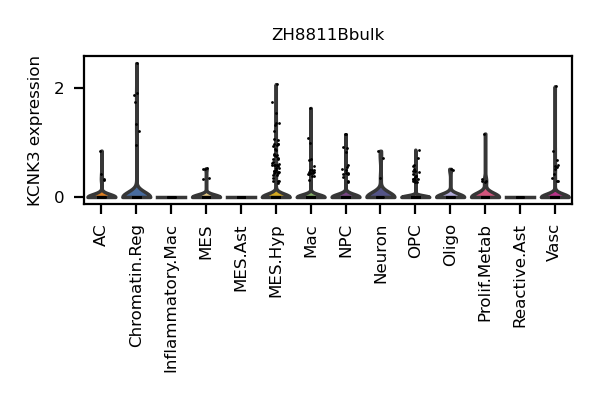 ZH8811Bbulk
KCNK3 expression
2
0
AC
Chromatin.Reg
Inflammatory.Mac
MES
MES.Ast
MES.Hyp
Mac
NPC
Neuron
OPC
Oligo
Prolif.Metab
Reactive.Ast
Vasc